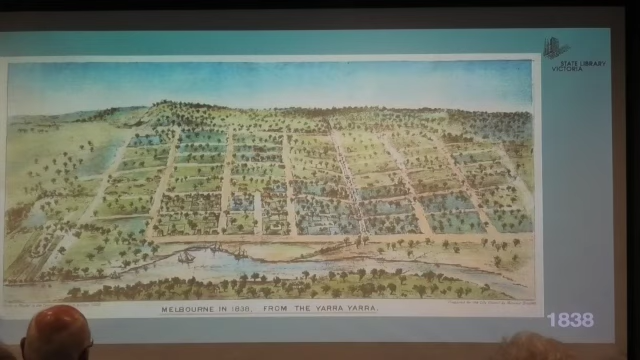 STATE LIBRARY
VICTORIA
MELBOURNE IN 1838, FROM THE YARRA YARRA.
1838